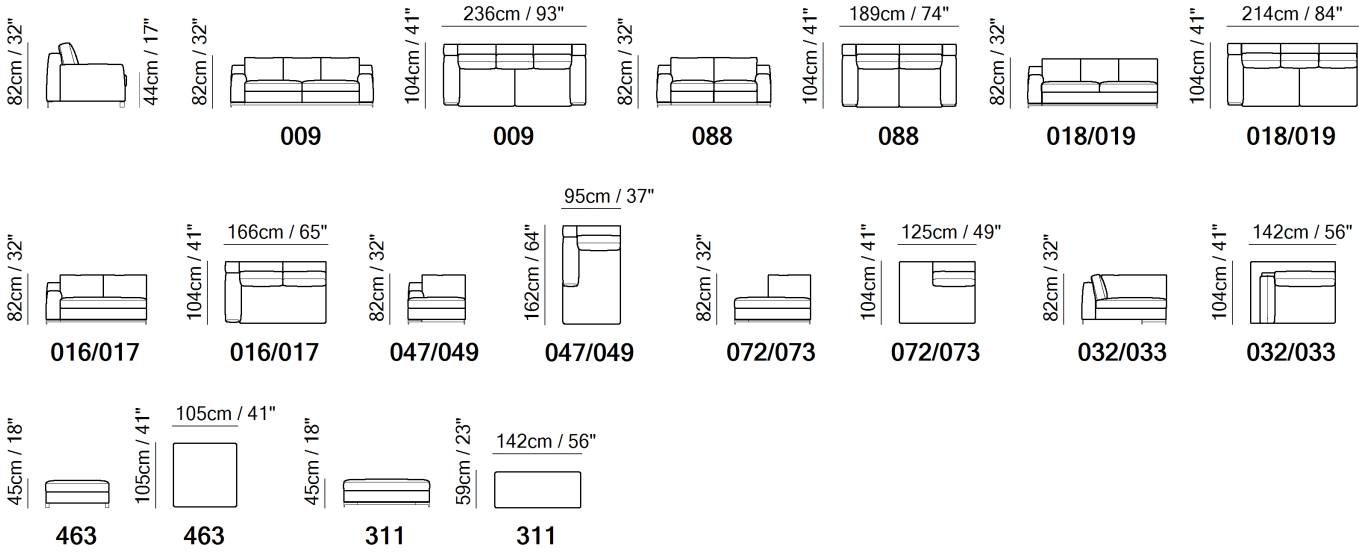 82cm / 32"
44cm / 17"
82cm / 32"
009
236cm / 93"
104cm / 41"
009
82cm / 32"
088
189cm / 74"
104cm / 41"
088
82cm / 32"
018/019
214cm / 84"
104cm / 41"
018/019
82cm / 32"
016/017
166cm / 65"
104cm / 41"
016/017
82cm / 32"
047/049
95cm / 37"
162cm / 64"
047/049
82cm / 32"
072/073
125cm / 49"
104cm / 41"
072/073
82cm / 32"
032/033
142cm / 56"
104cm / 41"
032/033
45cm / 18"
463
105cm / 41"
105cm / 41"
463
45cm / 18"
311
142cm / 56"
59cm / 23"
311